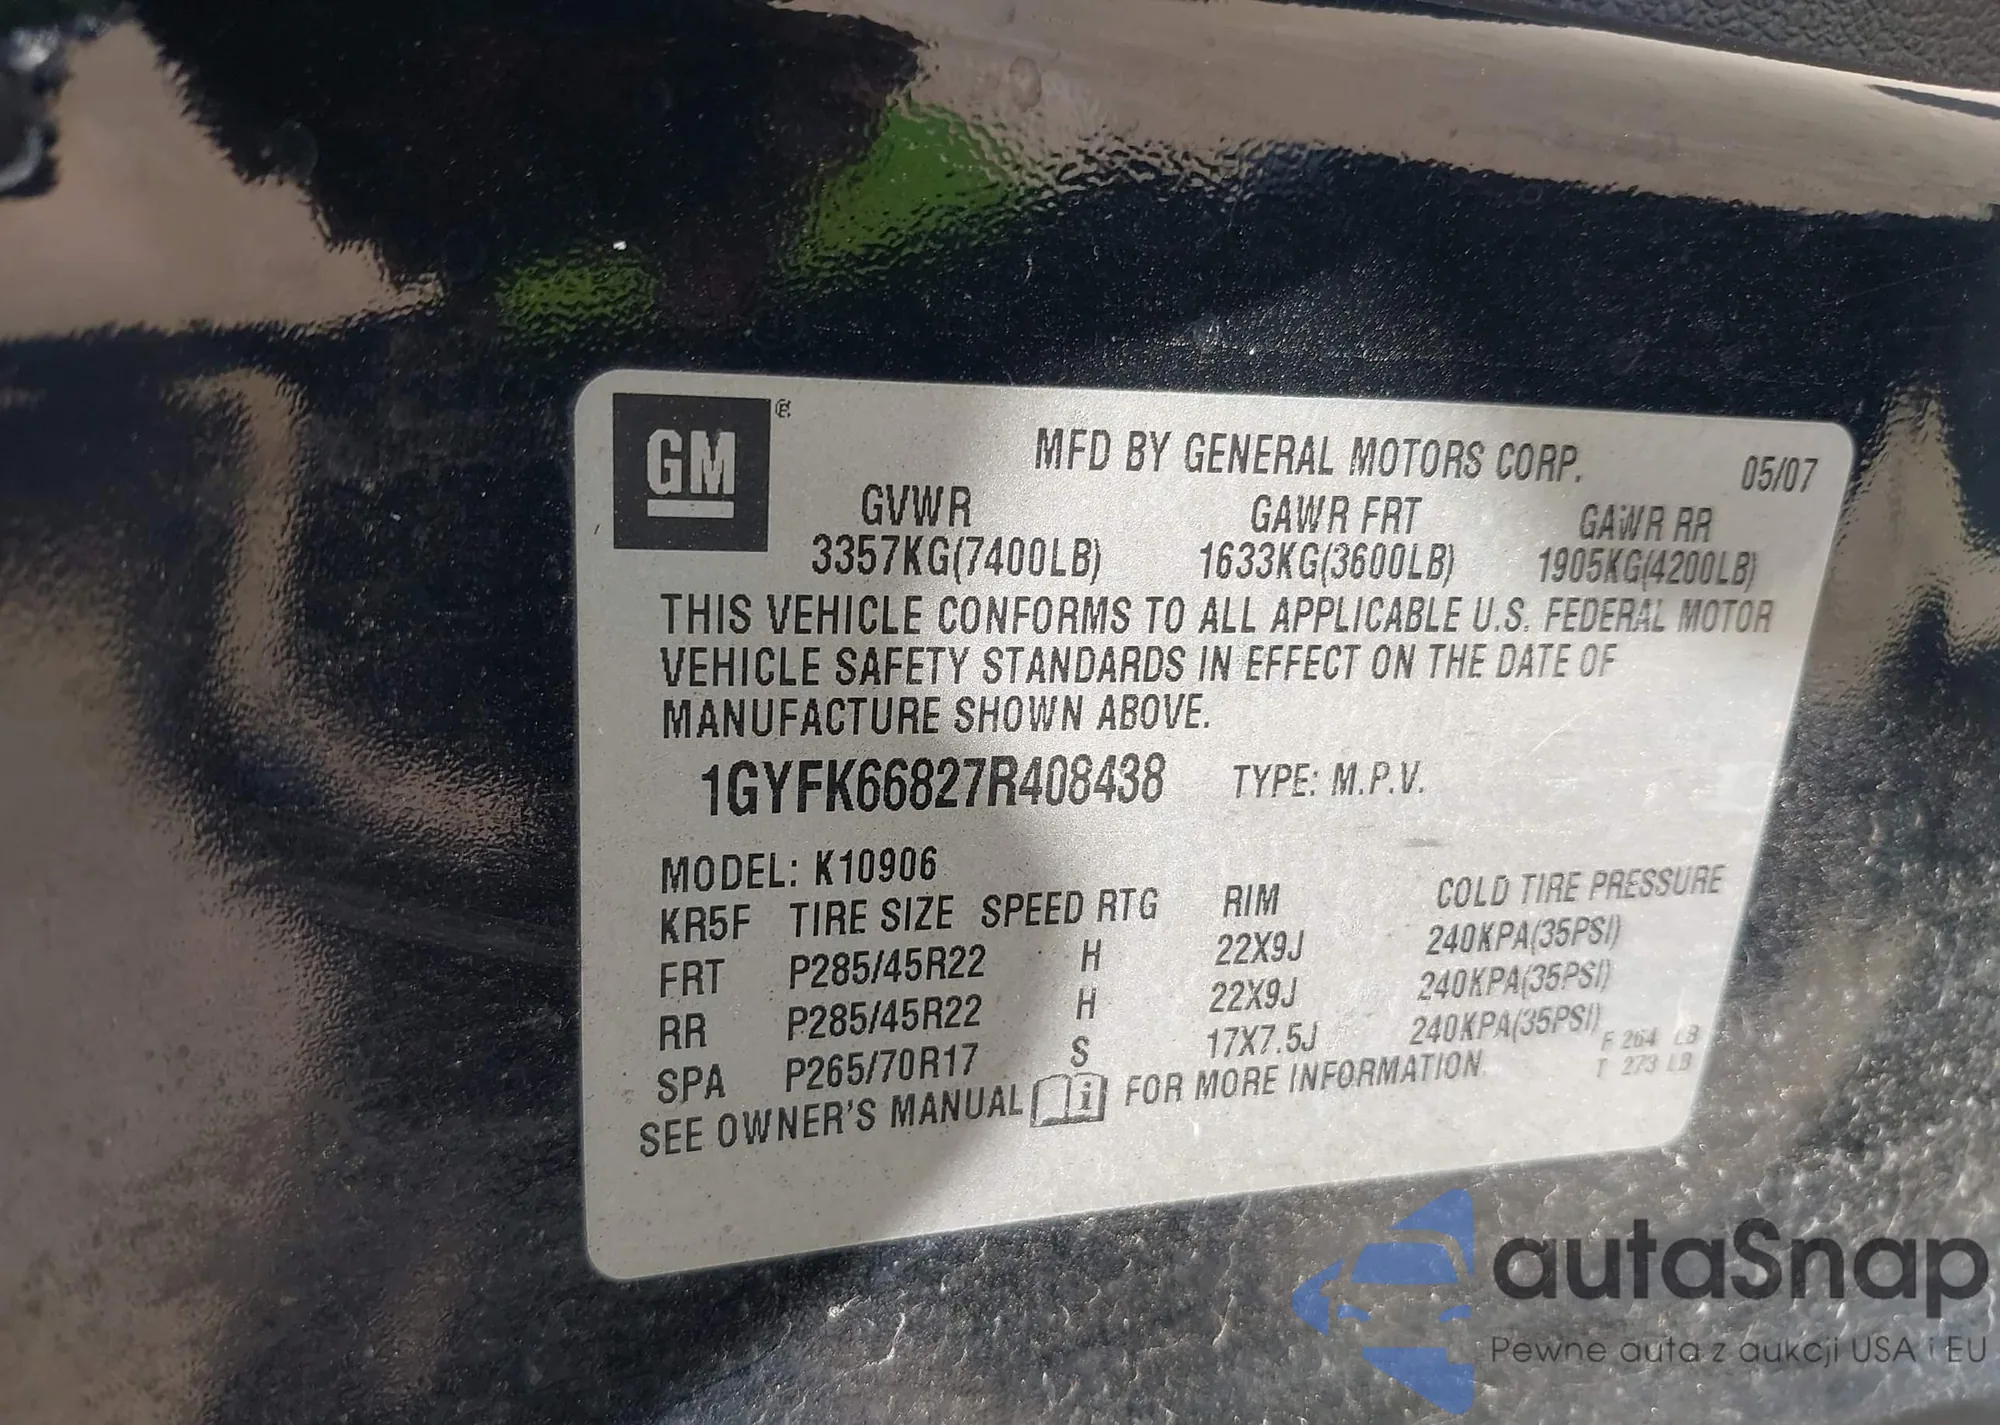 GM
MFD BY GENERAL MOTORS CORP. 05/07
GVWR GAWR FRT GAWR RR
3357KG(7400LB) 1633KG(3600LB) 1905KG(4200LB)
THIS VEHICLE CONFORMS TO ALL APPLICABLE U.S. FEDERAL MOTOR
VEHICLE SAFETY STANDARDS IN EFFECT ON THE DATE OF
MANUFACTURE SHOWN ABOVE.
1GYFK66827R408438 TYPE: M.P.V.
MODEL: K10906
KR5F TIRE SIZE SPEED RTG RIM COLD TIRE PRESSURE
FRT P285/45R22 H 22X9J 240KPA(35PSI)
RR P285/45R22 H 22X9J 240KPA(35PSI)
SPA P265/70R17 S 17X7.5J 240KPA(35PSI)
F 264 LB
T 273 LB
SEE OWNER'S MANUAL FOR MORE INFORMATION.
autaSnap
Pewne auta z aukcji USA i EU